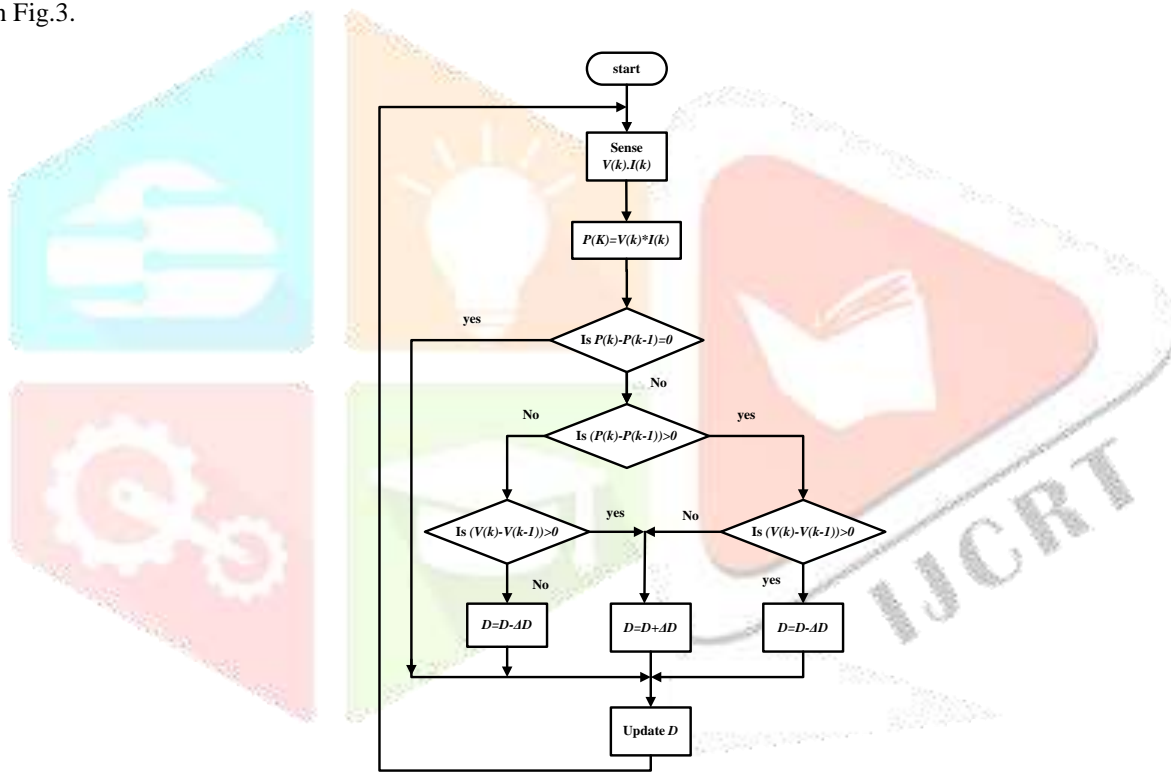 n Fig.3.
start
Sense
V(k).I(k)
P(K)=V(k)*I(k)
yes
Is P(k)-P(k-1)=0
No
No
yes
Is (P(k)-P(k-1))>0
yes
No
Is (V(k)-V(k-1))>0
Is (V(k)-V(k-1))>0
No
yes
D=D-ΔD
D=D+ΔD
D=D-ΔD
Update D
IJCRT